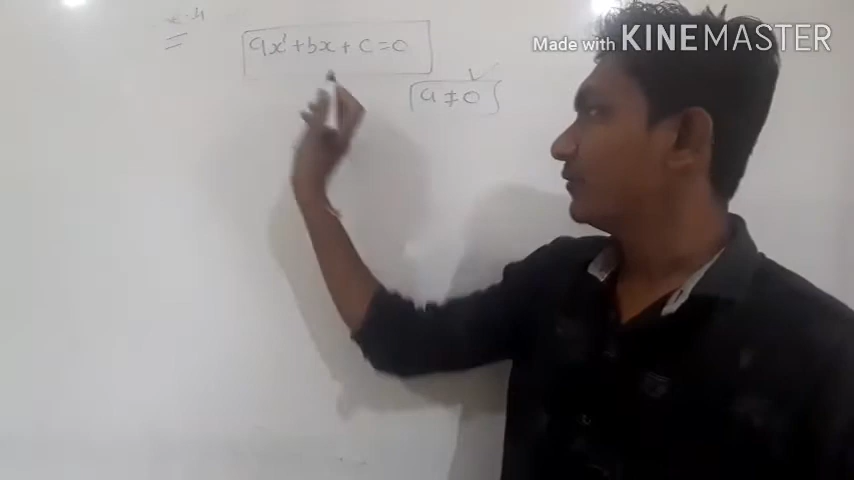 Made with KINEMASTER
ax² + bx + c = 0
a ≠ 0